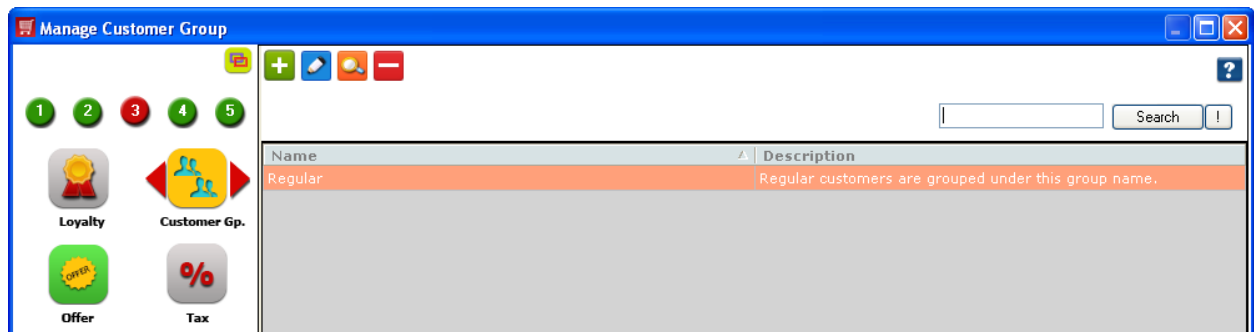 Manage Customer Group
?
1 2 3 4 5
Search !
Name Description
Regular Regular customers are grouped under this group name.
Loyalty Customer Gp.
OFFER %
Offer Tax